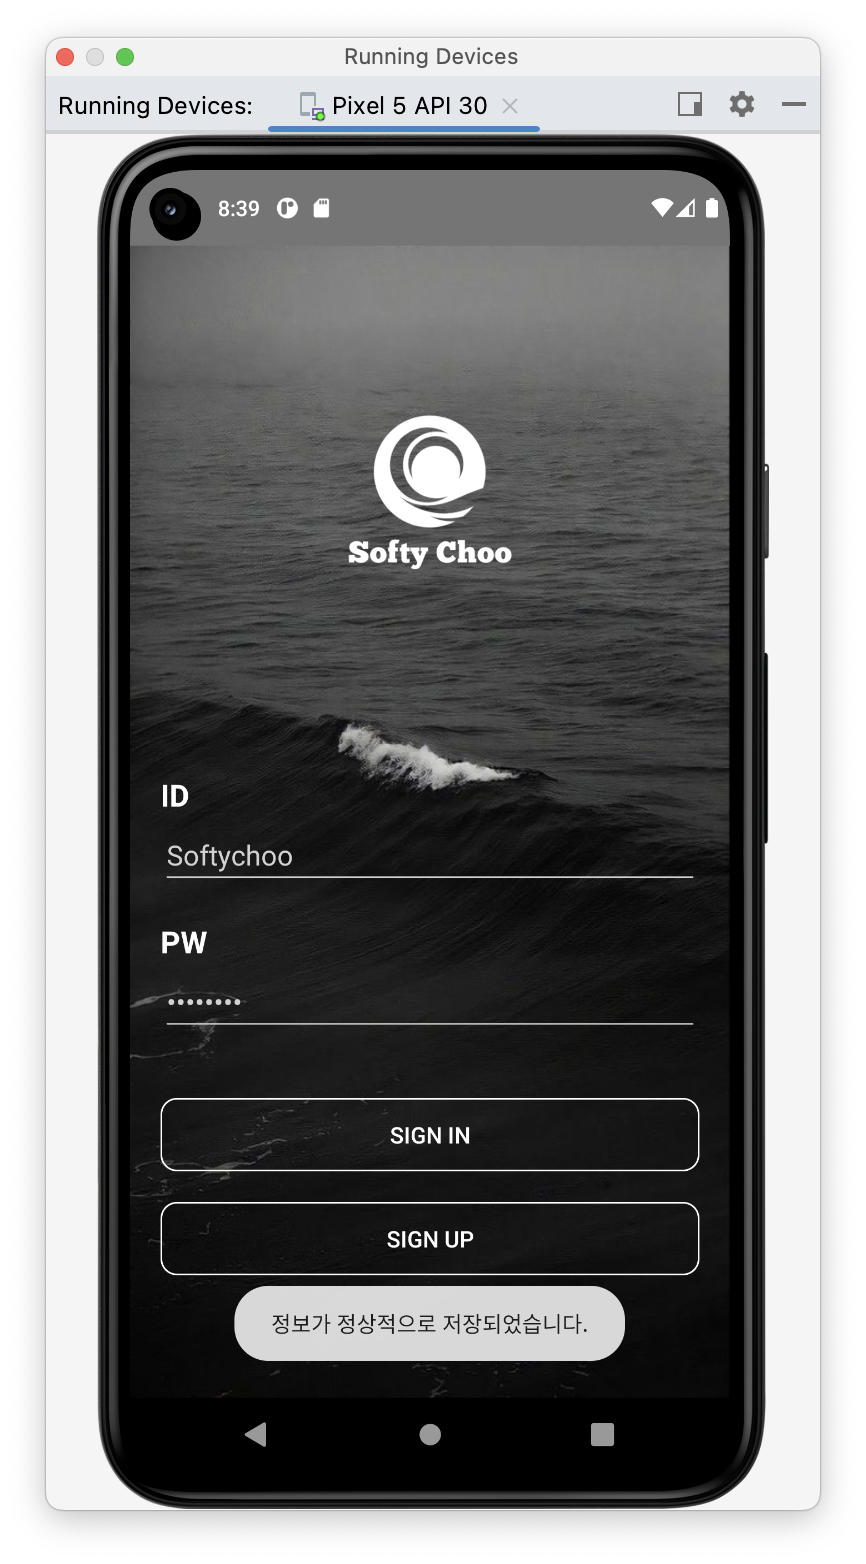 Running Devices
Running Devices: Pixel 5 API 30
8:39
Softy Choo
ID
Softychoo
PW
••••••••
SIGN IN
SIGN UP
정보가 정상적으로 저장되었습니다.